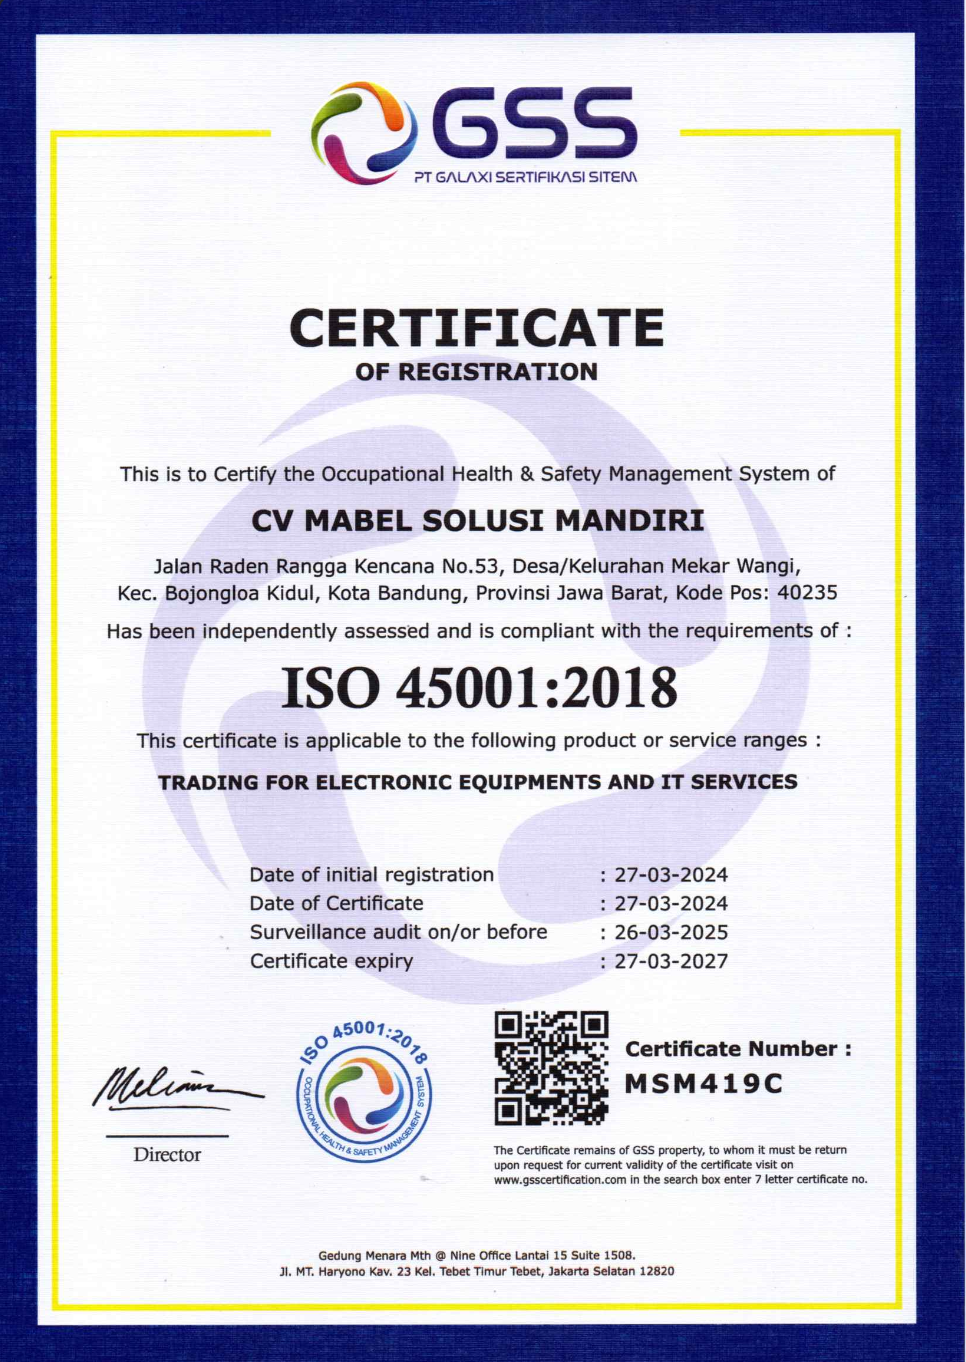 GSS
PT GALAXI SERTIFIKASI SITEM
CERTIFICATE
OF REGISTRATION
This is to Certify the Occupational Health & Safety Management System of
CV MABEL SOLUSI MANDIRI
Jalan Raden Rangga Kencana No.53, Desa/Kelurahan Mekar Wangi,
Kec. Bojongloa Kidul, Kota Bandung, Provinsi Jawa Barat, Kode Pos: 40235
Has been independently assessed and is compliant with the requirements of :
ISO 45001:2018
This certificate is applicable to the following product or service ranges :
TRADING FOR ELECTRONIC EQUIPMENTS AND IT SERVICES
Date of initial registration : 27-03-2024
Date of Certificate : 27-03-2024
Surveillance audit on/or before : 26-03-2025
Certificate expiry : 27-03-2027
Director
ISO 45001:2018
OCCUPATIONAL HEALTH & SAFETY MANAGEMENT SYSTEM
Certificate Number :
MSM419C
The Certificate remains of GSS property, to whom it must be return
upon request for current validity of the certificate visit on
www.gsscertification.com in the search box enter 7 letter certificate no.
Gedung Menara Mth @ Nine Office Lantai 15 Suite 1508.
Jl. MT. Haryono Kav. 23 Kel. Tebet Timur Tebet, Jakarta Selatan 12820